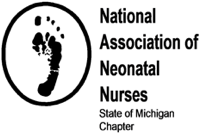 National
Association of
Neonatal
Nurses
State of Michigan
Chapter